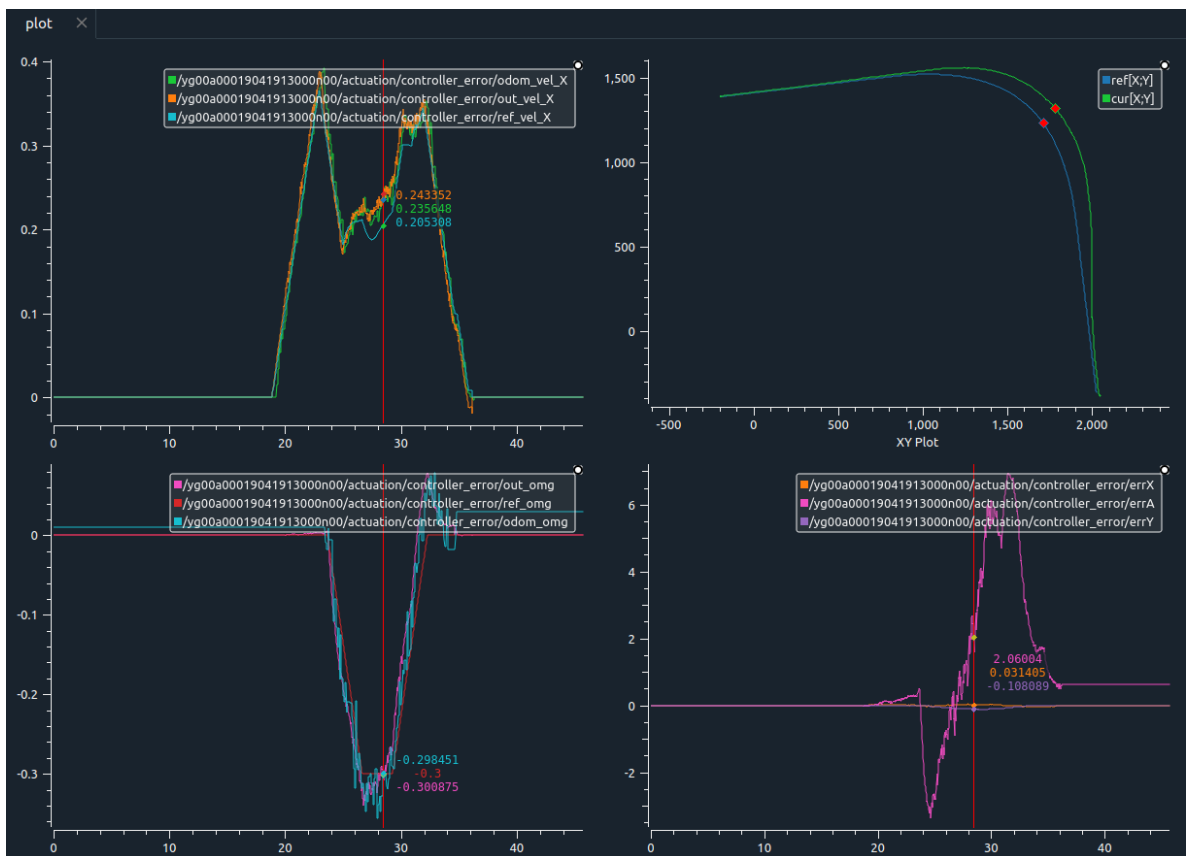 plot
0.4
0.3
0.2
0.1
0
/yg00a00019041913000n00/actuation/controller_error/odom_vel_X
/yg00a00019041913000n00/actuation/controller_error/out_vel_X
/yg00a00019041913000n00/actuation/controller_error/ref_vel_X
0.243352
0.235648
0.205308
0 10 20 30 40
1,500
1,000
500
0
ref[X;Y]
cur[X;Y]
-500 0 500 1,000 1,500 2,000
XY Plot
0
-0.1
-0.2
-0.3
/yg00a00019041913000n00/actuation/controller_error/out_omg
/yg00a00019041913000n00/actuation/controller_error/ref_omg
/yg00a00019041913000n00/actuation/controller_error/odom_omg
-0.298451
-0.3
-0.300875
0 10 20 30 40
6
4
2
0
-2
/yg00a00019041913000n00/actuation/controller_error/errX
/yg00a00019041913000n00/actuation/controller_error/errA
/yg00a00019041913000n00/actuation/controller_error/errY
2.06004
0.031405
-0.108089
0 10 20 30 40